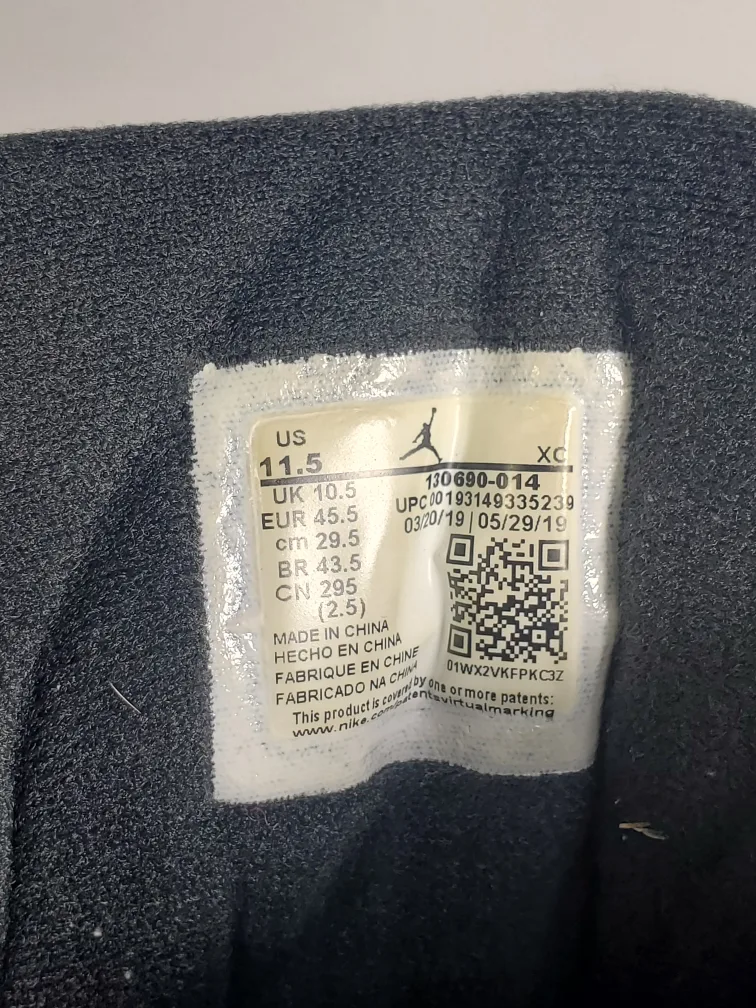 US
11.5
XC
130690-014
UK 10.5
UPC 00193149335239
EUR 45.5
03/20/19 | 05/29/19
cm 29.5
BR 43.5
CN 295
(2.5)
MADE IN CHINA
HECHO EN CHINA
FABRIQUE EN CHINE
FABRICADO NA CHINA
01WX2VKFPKC3Z
This product is covered by one or more patents:
www.nike.com/patentsvirtualmarking